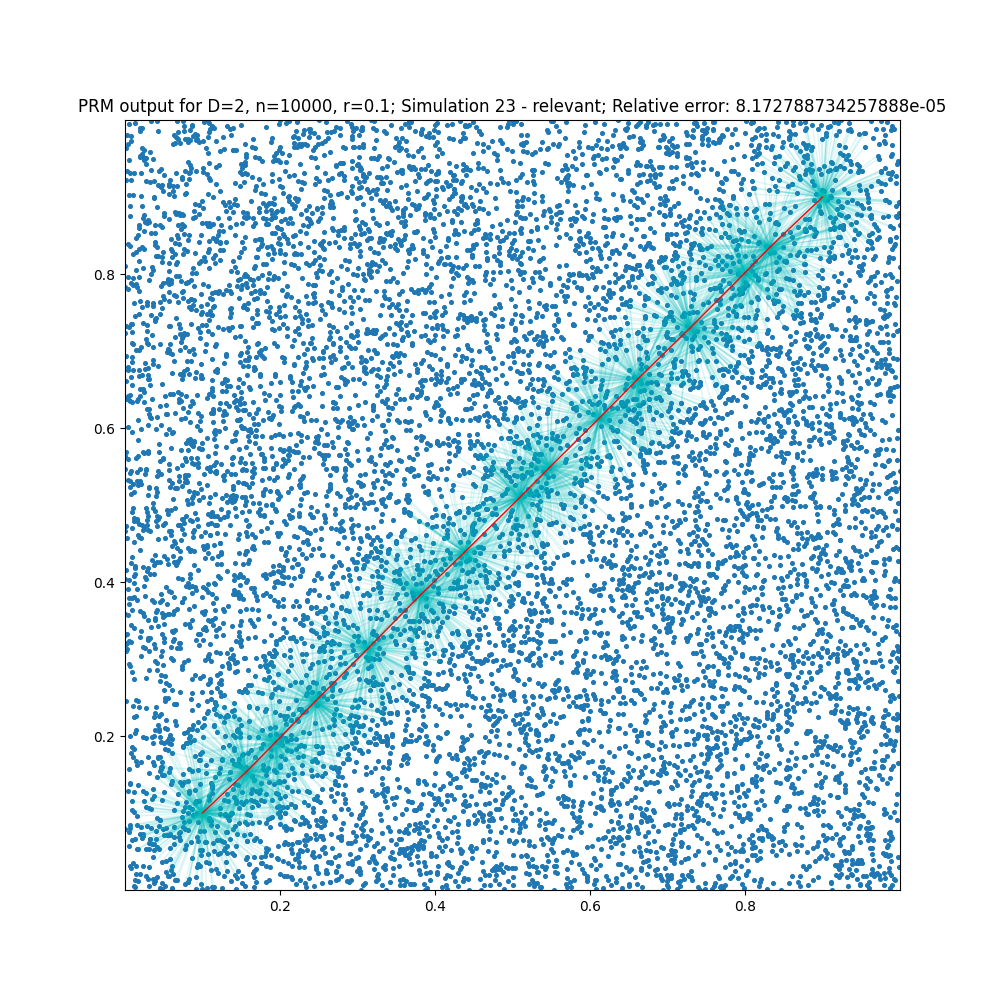 PRM output for D=2, n=10000, r=0.1; Simulation 23 - relevant; Relative error: 8.172788734257888e-05
0.8
0.6
0.4
0.2
0.2 0.4 0.6 0.8